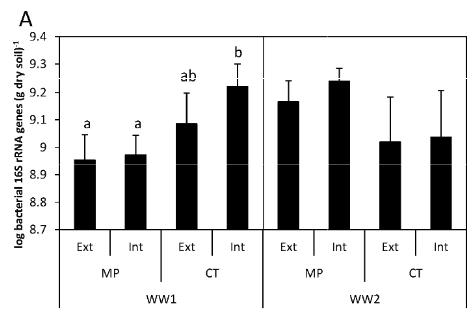 A
log bacterial 16S rRNA genes (g dry soil)⁻¹
9.4
9.3
9.2
9.1
9
8.9
8.8
8.7
a
a
ab
b
Ext Int Ext Int Ext Int Ext Int
MP CT MP CT
WW1 WW2